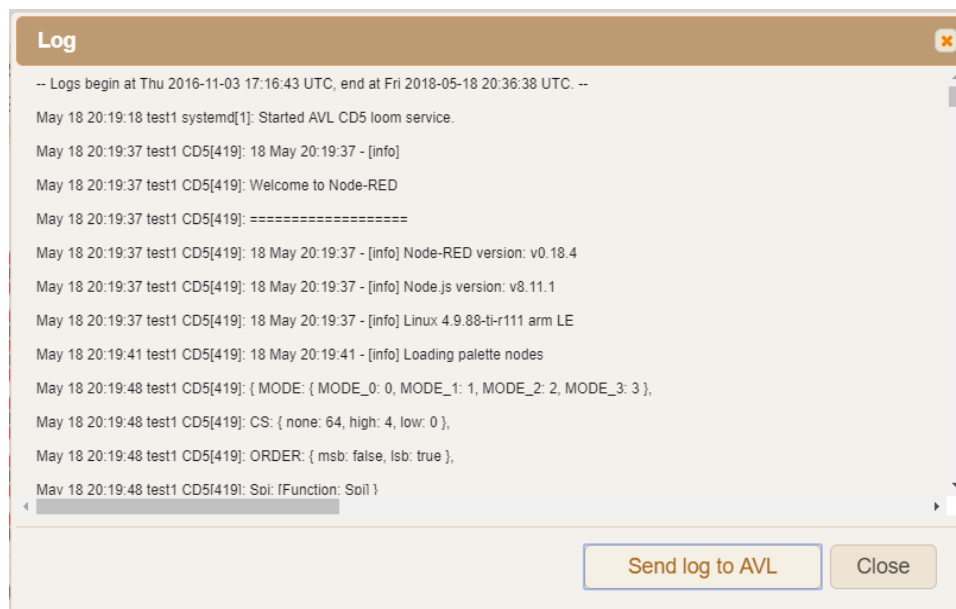 Log
-- Logs begin at Thu 2016-11-03 17:16:43 UTC, end at Fri 2018-05-18 20:36:38 UTC. --
May 18 20:19:18 test1 systemd[1]: Started AVL CD5 loom service.
May 18 20:19:37 test1 CD5[419]: 18 May 20:19:37 - [info]
May 18 20:19:37 test1 CD5[419]: Welcome to Node-RED
May 18 20:19:37 test1 CD5[419]: ===================
May 18 20:19:37 test1 CD5[419]: 18 May 20:19:37 - [info] Node-RED version: v0.18.4
May 18 20:19:37 test1 CD5[419]: 18 May 20:19:37 - [info] Node.js version: v8.11.1
May 18 20:19:37 test1 CD5[419]: 18 May 20:19:37 - [info] Linux 4.9.88-ti-r111 arm LE
May 18 20:19:41 test1 CD5[419]: 18 May 20:19:41 - [info] Loading palette nodes
May 18 20:19:48 test1 CD5[419]: { MODE: { MODE_0: 0, MODE_1: 1, MODE_2: 2, MODE_3: 3 },
May 18 20:19:48 test1 CD5[419]: CS: { none: 64, high: 4, low: 0 },
May 18 20:19:48 test1 CD5[419]: ORDER: { msb: false, lsb: true },
May 18 20:19:48 test1 CD5[419]: Spi: [Function: Spi] }
Send log to AVL
Close